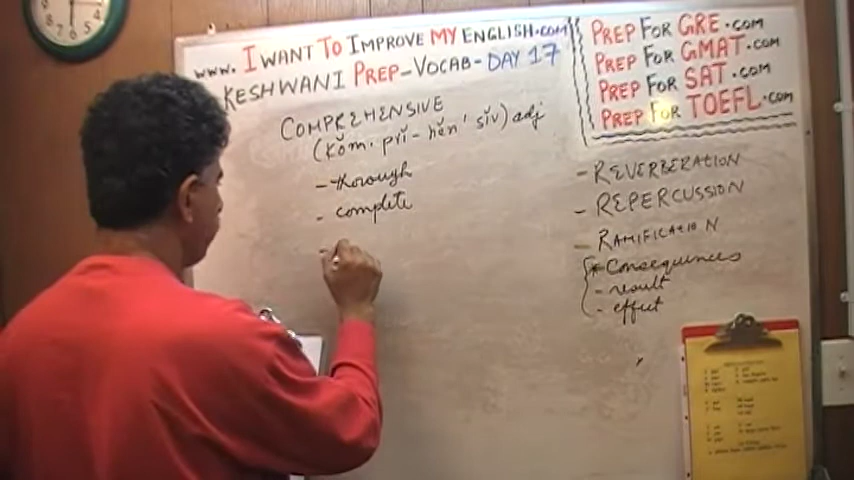 www. I WANT TO IMPROVE MY ENGLISH.com
KESHWANI PREP-VOCAB- DAY 17
COMPREHENSIVE
(kŏm. prĭ - hĕn' sĭv) adj
- thorough
- complete
-
PREP FOR GRE.com
PREP FOR GMAT.com
PREP FOR SAT.com
PREP FOR TOEFL.com
- REVERBERATION
- REPERCUSSION
- RAMIFICATION
* Consequences
- result
- effect